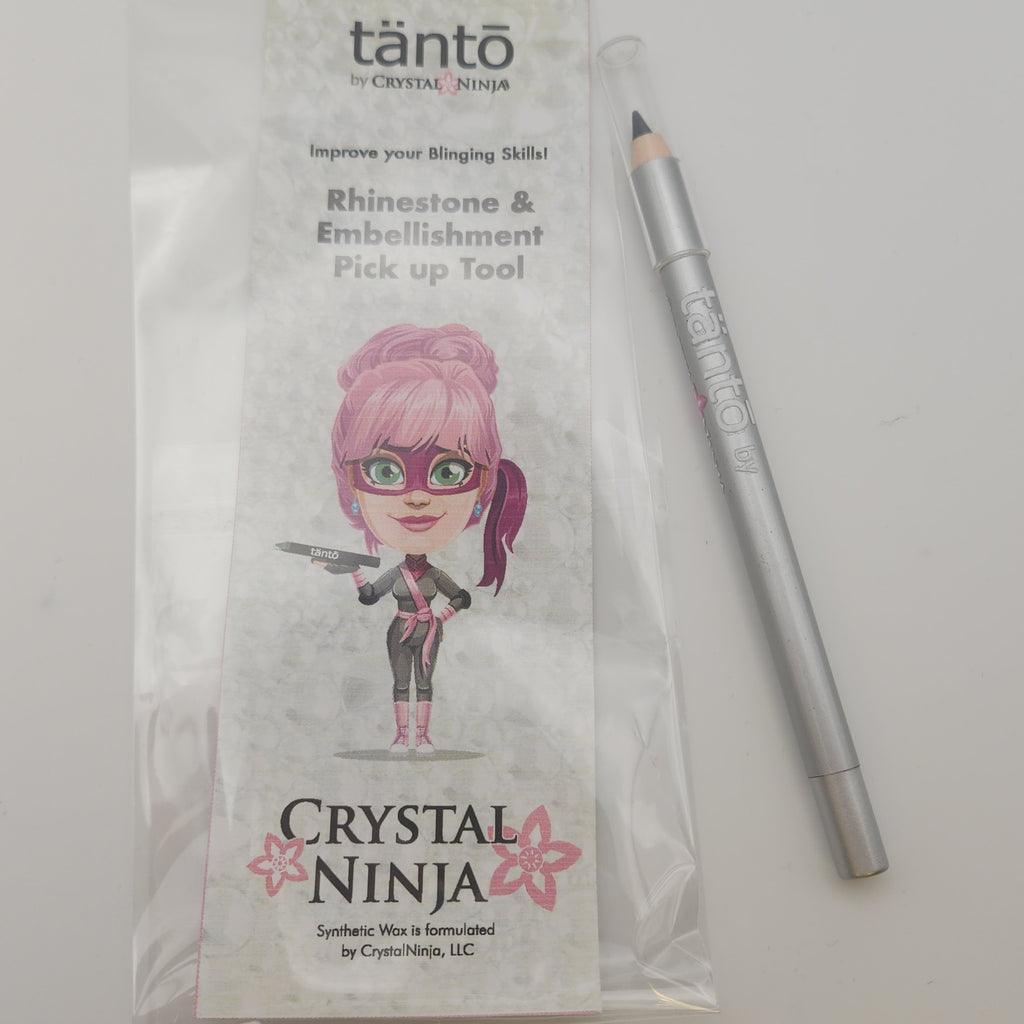 täntō
by CRYSTAL NINJA
Improve your Blinging Skills!
Rhinestone &
Embellishment
Pick up Tool
täntō
CRYSTAL
NINJA
Synthetic Wax is formulated
by CrystalNinja, LLC
täntō by